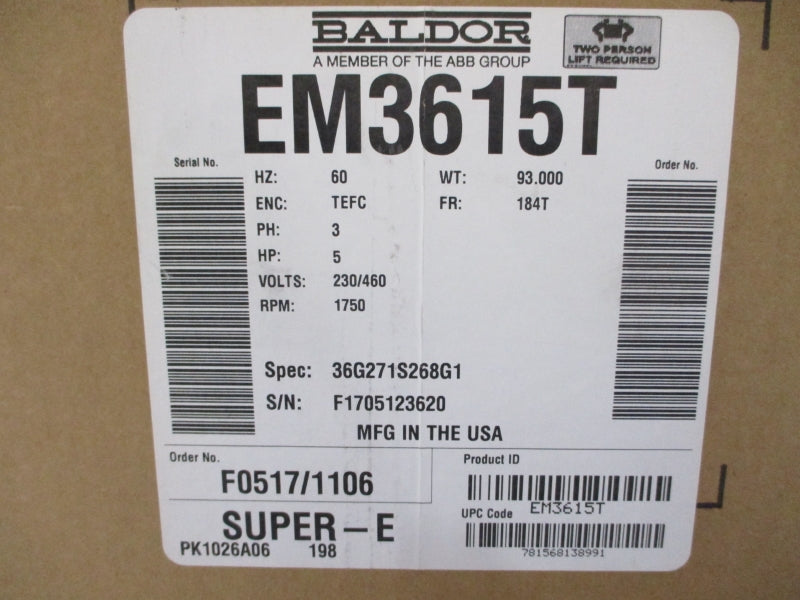 BALDOR
A MEMBER OF THE ABB GROUP
TWO PERSON
LIFT REQUIRED
EM3615T
Serial No.
Order No.
HZ: 60 WT: 93.000
ENC: TEFC FR: 184T
PH: 3
HP: 5
VOLTS: 230/460
RPM: 1750
Spec: 36G271S268G1
S/N: F1705123620
MFG IN THE USA
Order No.
F0517/1106
Product ID
EM3615T
UPC Code
781568138991
SUPER-E
PK1026A06 198